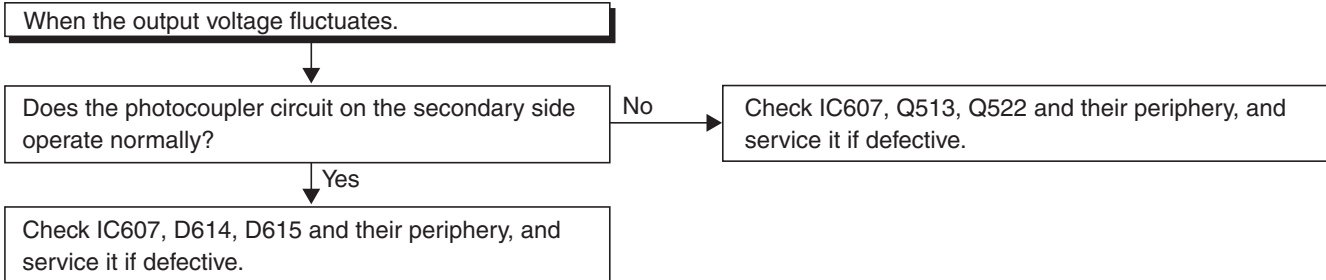 When the output voltage fluctuates.
Does the photocoupler circuit on the secondary side
operate normally?
No
Check IC607, Q513, Q522 and their periphery, and
service it if defective.
Yes
Check IC607, D614, D615 and their periphery, and
service it if defective.